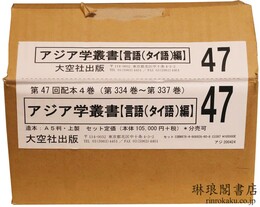 アジア学叢書【言語(タイ語)編】
47
大空社出版
第47回配本4巻(第334巻~第337巻)
アジア学叢書【言語(タイ語)編】
47
大空社出版
造本:A5判・上製 セット定価(本体105,000円+税) *分売可
琳琅閣書店
rinrokaku.co.jp